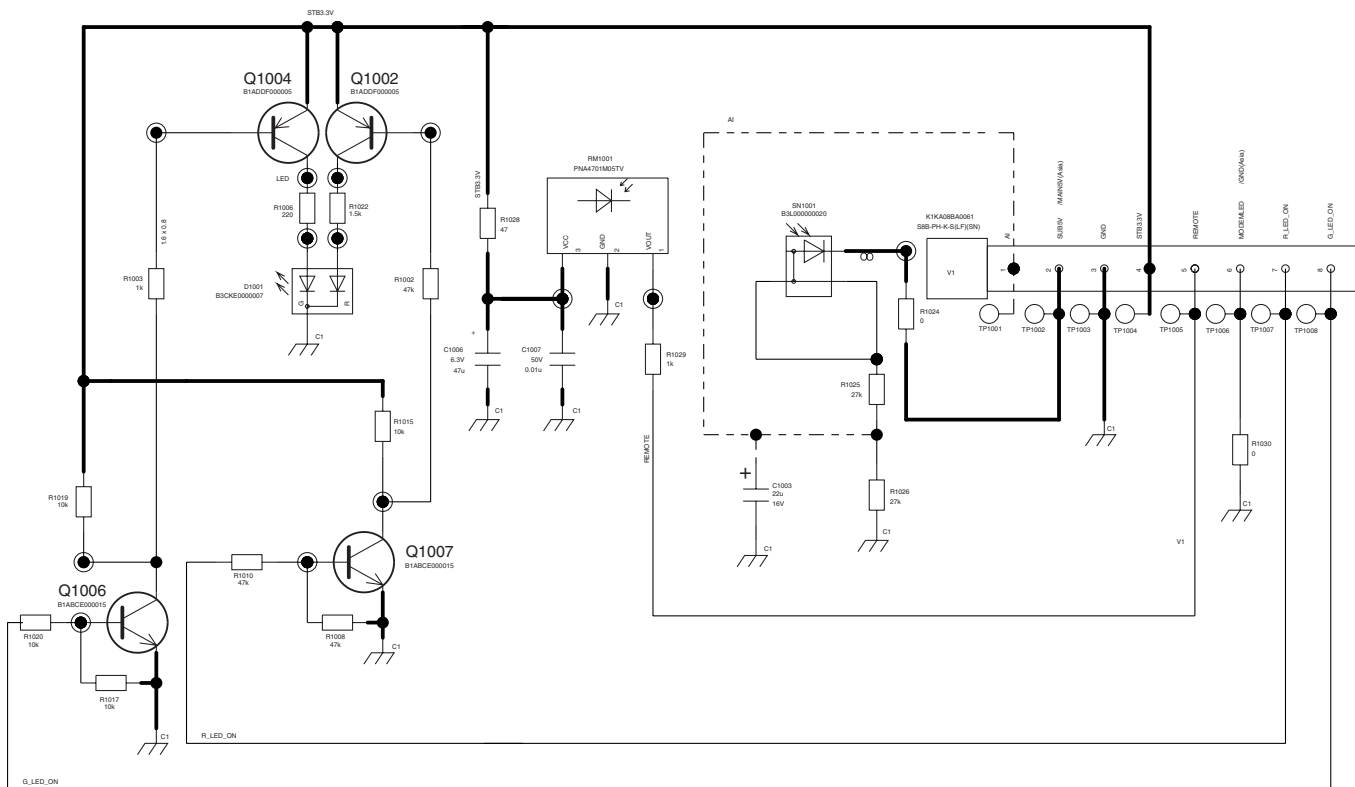 STB3.3V
Q1004
B1ADDF000005
Q1002
B1ADDF000005
LED
R1006
220
R1022
1.5k
1.6 x 0.8
R1003
1k
D1001
B3CKE0000007
G
R
C1
R1002
47k
STB3.3V
R1028
47
RM1001
PNA4701M05TV
VCC
GND
VOUT
3
2
1
C1
+
C1006
6.3V
47u
C1
C1007
50V
0.01u
C1
R1029
1k
REMOTE
AI
SN1001
B3L000000020
R1024
0
R1025
27k
R1026
27k
C1
+
C1003
22u
16V
C1
K1KA08BA0061
S8B-PH-K-S(LF)(SN)
V1
AI
SUB5V
/MAIN5V(Asia)
GND
STB3.3V
REMOTE
MODEMLED
/GND(Asia)
R_LED_ON
G_LED_ON
1
2
3
4
5
6
7
8
TP1001
TP1002
TP1003
TP1004
TP1005
TP1006
TP1007
TP1008
C1
R1030
0
C1
V1
R1015
10k
R1019
10k
Q1007
B1ABCE000015
R1010
47k
R1008
47k
C1
Q1006
B1ABCE000015
R1020
10k
R1017
10k
C1
R_LED_ON
G_LED_ON